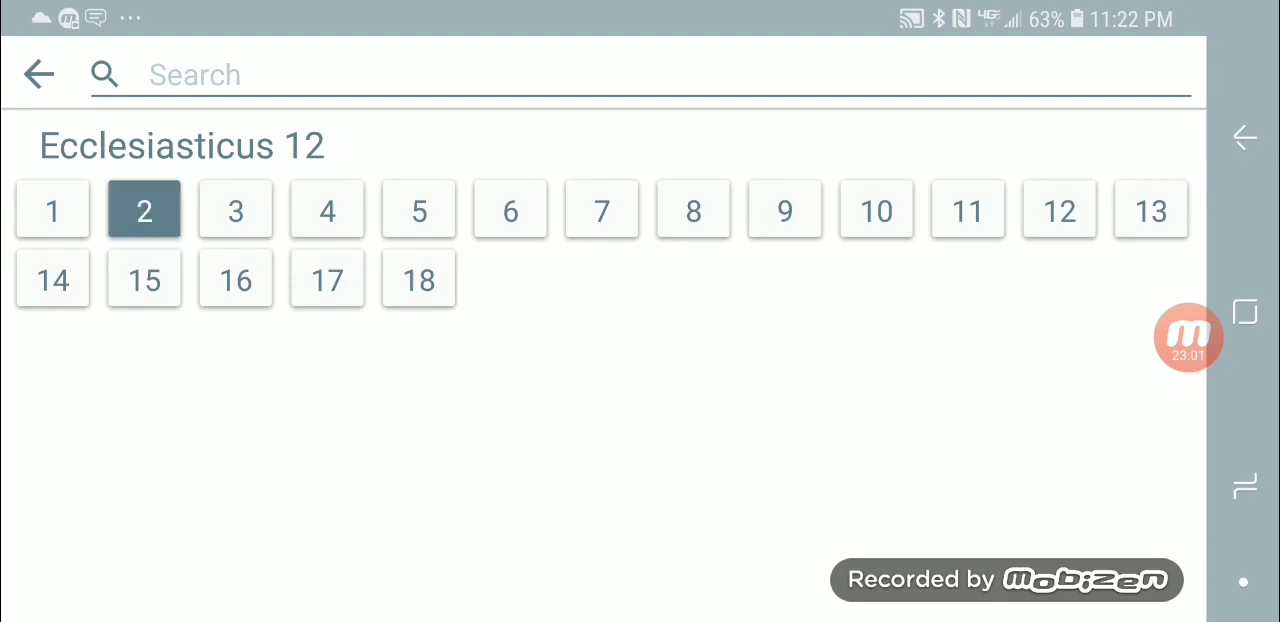 4G 63% 11:22 PM
Search
Ecclesiasticus 12
1 2 3 4 5 6 7 8 9 10 11 12 13
14 15 16 17 18
m
23:01
Recorded by mobizen